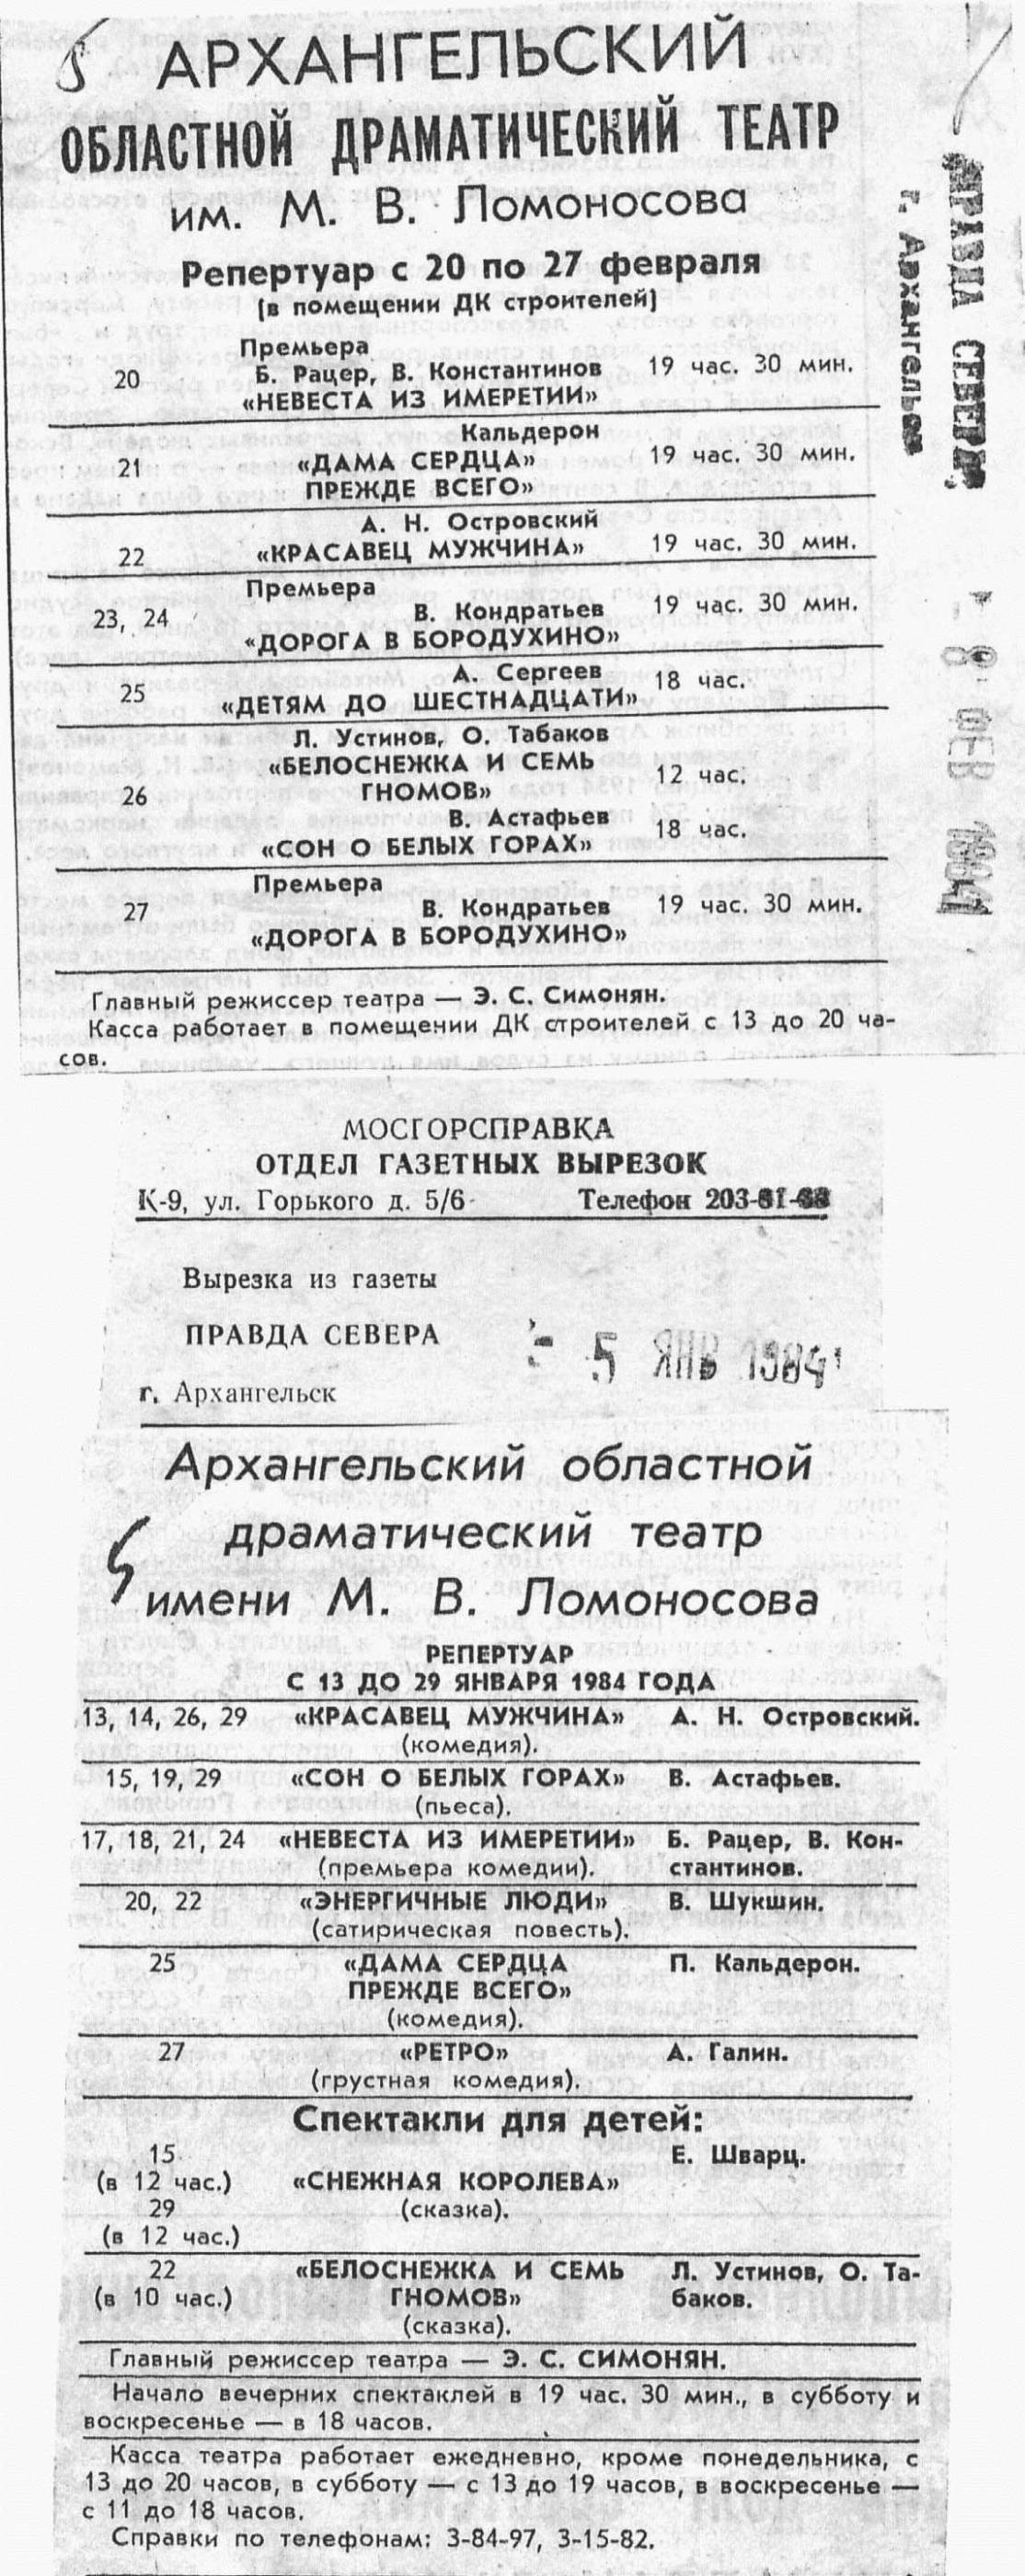 АРХАНГЕЛЬСКИЙ
ОБЛАСТНОЙ ДРАМАТИЧЕСКИЙ ТЕАТР
им. М. В. Ломоносова
Репертуар с 20 по 27 февраля
(в помещении ДК строителей)
Премьера
20 Б. Рацер, В. Константинов 19 час. 30 мин.
«НЕВЕСТА ИЗ ИМЕРЕТИИ»
Кальдерон
21 «ДАМА СЕРДЦА» 19 час. 30 мин.
ПРЕЖДЕ ВСЕГО»
А. Н. Островский
22 «КРАСАВЕЦ МУЖЧИНА» 19 час. 30 мин.
Премьера
23, 24 В. Кондратьев 19 час. 30 мин.
«ДОРОГА В БОРОДУХИНО»
А. Сергеев
25 «ДЕТЯМ ДО ШЕСТНАДЦАТИ» 18 час.
Л. Устинов, О. Табаков
«БЕЛОСНЕЖКА И СЕМЬ 12 час.
26 ГНОМОВ»
В. Астафьев 18 час.
«СОН О БЕЛЫХ ГОРАХ»
Премьера
27 В. Кондратьев 19 час. 30 мин.
«ДОРОГА В БОРОДУХИНО»
Главный режиссер театра — Э. С. Симонян.
Касса работает в помещении ДК строителей с 13 до 20 ча-
сов.
ПРАВДА СЕВЕРА
г. Архангельск
8 ФЕВ 1984
МОСГОРСПРАВКА
ОТДЕЛ ГАЗЕТНЫХ ВЫРЕЗОК
К-9, ул. Горького д. 5/6 Телефон
Вырезка из газеты
ПРАВДА СЕВЕРА
- 5 ЯНВ 1984
г. Архангельск
Архангельский областной
драматический театр
имени М. В. Ломоносова
РЕПЕРТУАР
С 13 ДО 29 ЯНВАРЯ 1984 ГОДА
13, 14, 26, 29 «КРАСАВЕЦ МУЖЧИНА» А. Н. Островский.
(комедия).
15, 19, 29 «СОН О БЕЛЫХ ГОРАХ» В. Астафьев.
(пьеса).
17, 18, 21, 24 «НЕВЕСТА ИЗ ИМЕРЕТИИ» Б. Рацер, В. Кон-
(премьера комедии). стантинов.
20, 22 «ЭНЕРГИЧНЫЕ ЛЮДИ» В. Шукшин.
(сатирическая повесть).
25 «ДАМА СЕРДЦА П. Кальдерон.
ПРЕЖДЕ ВСЕГО»
(комедия).
27 «РЕТРО» А. Галин.
(грустная комедия).
Спектакли для детей:
15 Е. Шварц.
(в 12 час.) «СНЕЖНАЯ КОРОЛЕВА»
29 (сказка).
(в 12 час.)
22 «БЕЛОСНЕЖКА И СЕМЬ Л. Устинов, О. Та-
(в 10 час.) ГНОМОВ» баков.
(сказка).
Главный режиссер театра — Э. С. СИМОНЯН.
Начало вечерних спектаклей в 19 час. 30 мин., в субботу и
воскресенье — в 18 часов.
Касса театра работает ежедневно, кроме понедельника, с
13 до 20 часов, в субботу — с 13 до 19 часов, в воскресенье —
с 11 до 18 часов.
Справки по телефонам: 3-84-97, 3-15-82.